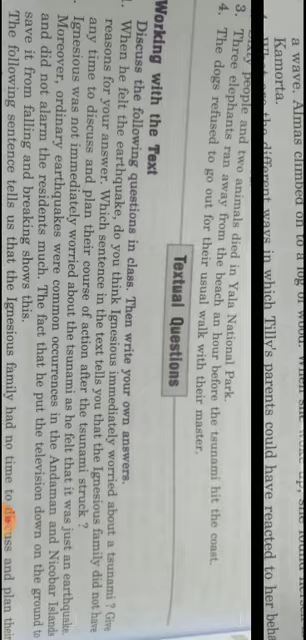 a wave. Almas climbed on to a log
Kamorta.
the different ways in which Tilly's parents could have reached to her beha
people and two animals died in Yala National Park.
3. Three elephants ran away from the beach an hour before the tsunami hit the coast.
4. The dogs refused to go out for their usual walk with their master.
Textual Questions
Working with the Text
Discuss the following questions in class. Then write your own answers.
1. When he felt the earthquake, do you think Ignesious immediately worried about a tsunami ? Give
reasons for your answer. Which sentence in the text tells you that the Ignesious family did not have
any time to discuss and plan their course of action after the tsunami struck ?
Ignesious was not immediately worried about the tsunami as he felt that it was just an earthquake.
Moreover, ordinary earthquakes were common occurrences in the Andaman and Nicobar Islands
and did not alarm the residents much. The fact that he put the television down on the ground to
save it from falling and breaking shows this.
The following sentence tells us that the Ignesious family had no time to discuss and plan their